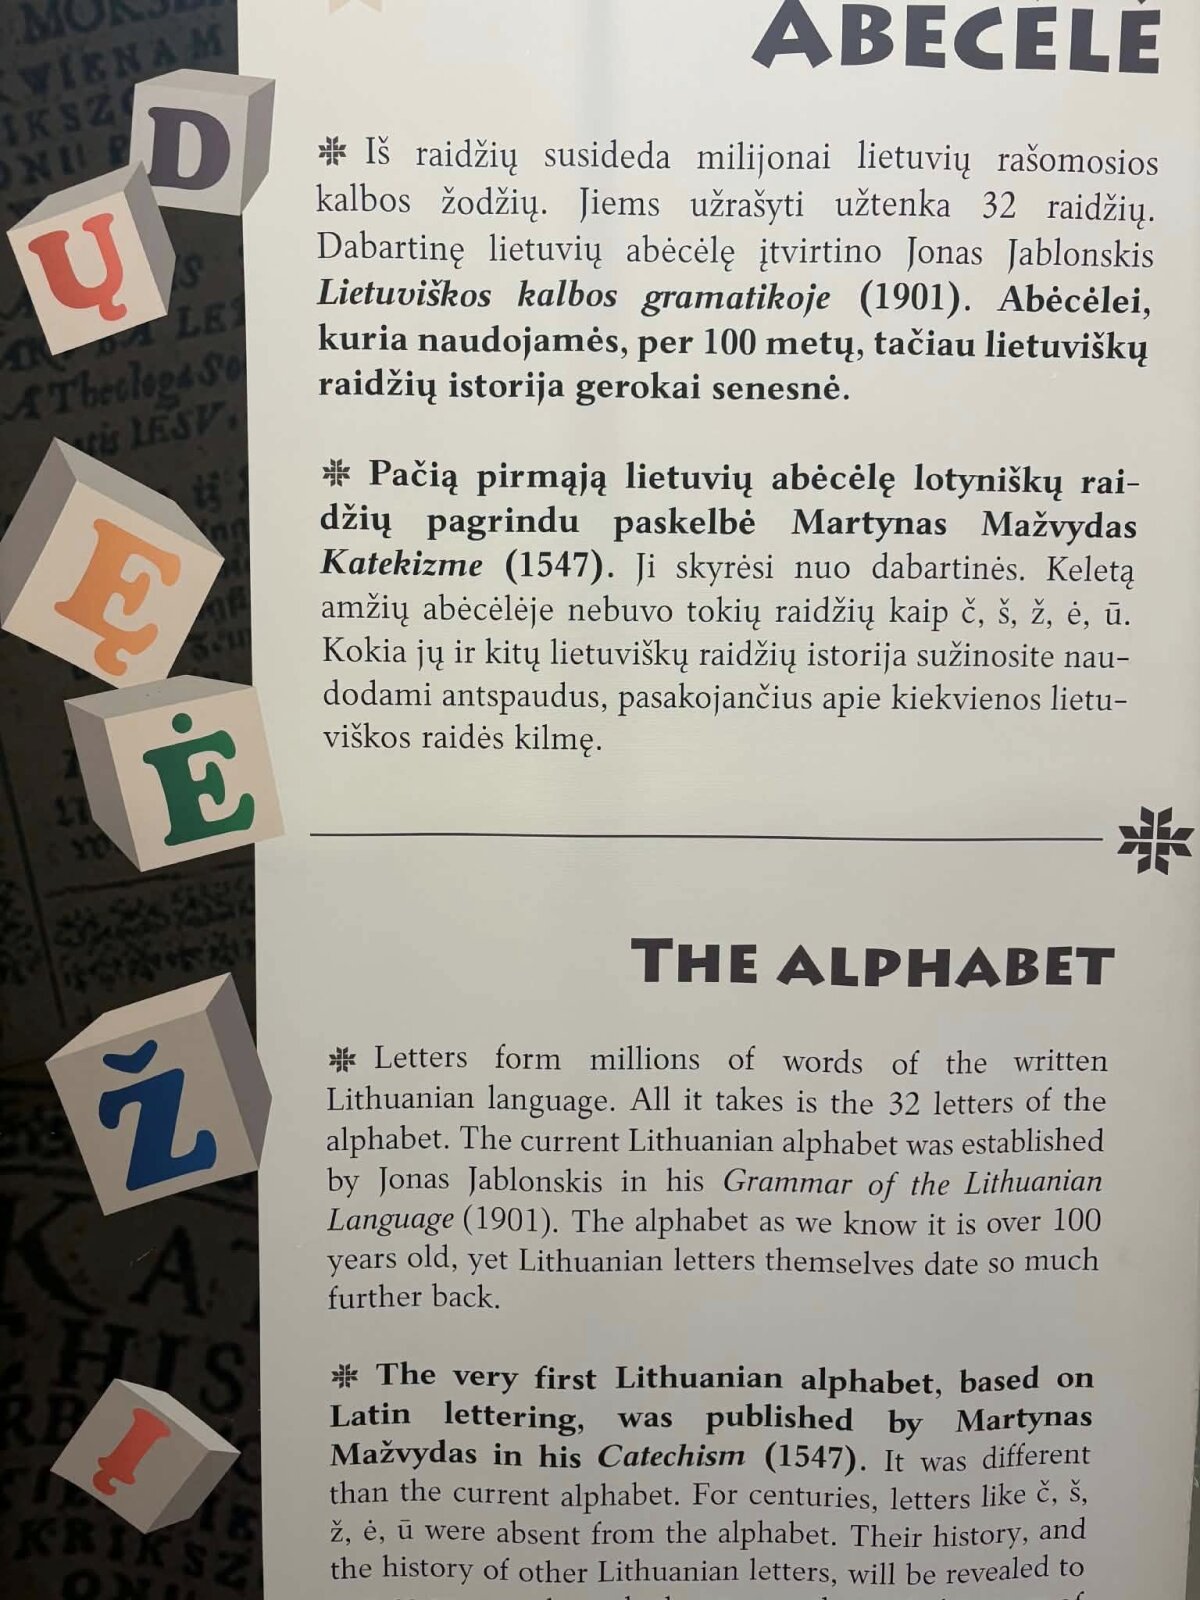 ABĖCĖLĖ
Iš raidžių susideda milijonai lietuvių rašomosios
kalbos žodžių. Jiems užrašyti užtenka 32 raidžių.
Dabartinę lietuvių abėcėlę įtvirtino Jonas Jablonskis
Lietuviškos kalbos gramatikoje (1901). Abėcėlei,
kuria naudojamės, per 100 metų, tačiau lietuviškų
raidžių istorija gerokai senesnė.
Pačią pirmąją lietuvių abėcėlę lotyniškų rai-
džių pagrindu paskelbė Martynas Mažvydas
Katekizme (1547). Ji skyrėsi nuo dabartinės. Keletą
amžių abėcėlėje nebuvo tokių raidžių kaip č, š, ž, ė, ū.
Kokia jų ir kitų lietuviškų raidžių istorija sužinosite nau-
dodami antspaudus, pasakojančius apie kiekvienos lietu-
viškos raidės kilmę.
THE ALPHABET
Letters form millions of words of the written
Lithuanian language. All it takes is the 32 letters of the
alphabet. The current Lithuanian alphabet was established
by Jonas Jablonskis in his Grammar of the Lithuanian
Language (1901). The alphabet as we know it is over 100
years old, yet Lithuanian letters themselves date so much
further back.
The very first Lithuanian alphabet, based on
Latin lettering, was published by Martynas
Mažvydas in his Catechism (1547). It was different
than the current alphabet. For centuries, letters like č, š,
ž, ė, ū were absent from the alphabet. Their history, and
the history of other Lithuanian letters, will be revealed to
of
D
Ų
Ę
Ė
Ž
Į
WIENAM
A Theologa
IESV
KAT
HIS
KRIKSZ